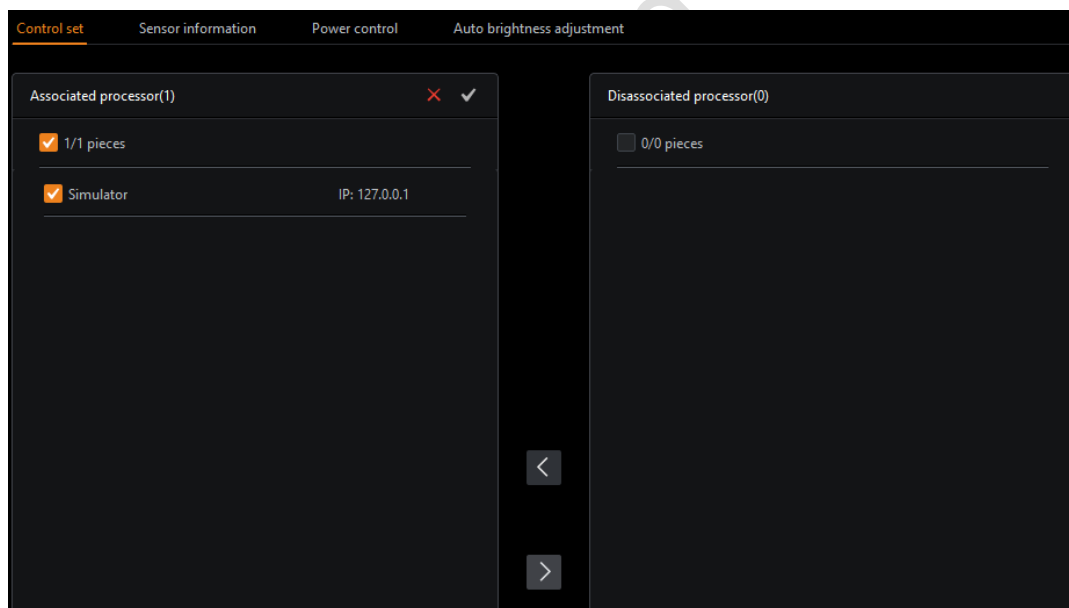 Control set Sensor information Power control Auto brightness adjustment
Associated processor(1) Disassociated processor(0)
1/1 pieces 0/0 pieces
Simulator IP: 127.0.0.1